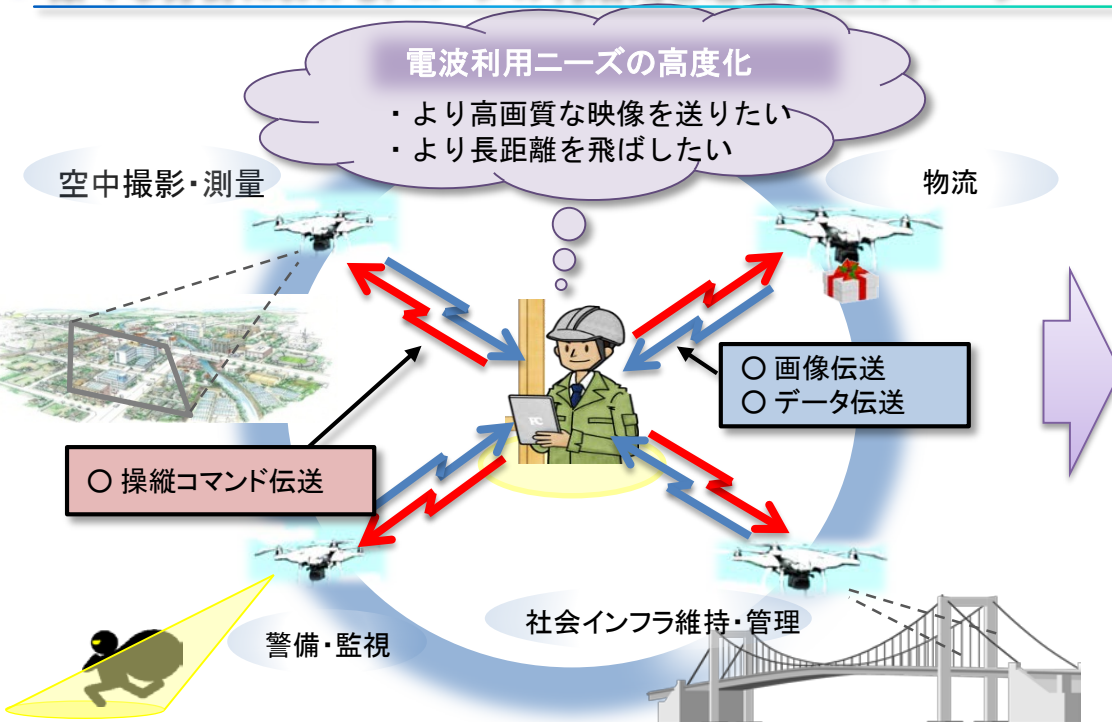 電波利用ニーズの高度化
・より高画質な映像を送りたい
・より長距離を飛ばしたい
空中撮影・測量
物流
○ 画像伝送
○ データ伝送
○ 操縦コマンド伝送
警備・監視
社会インフラ維持・管理